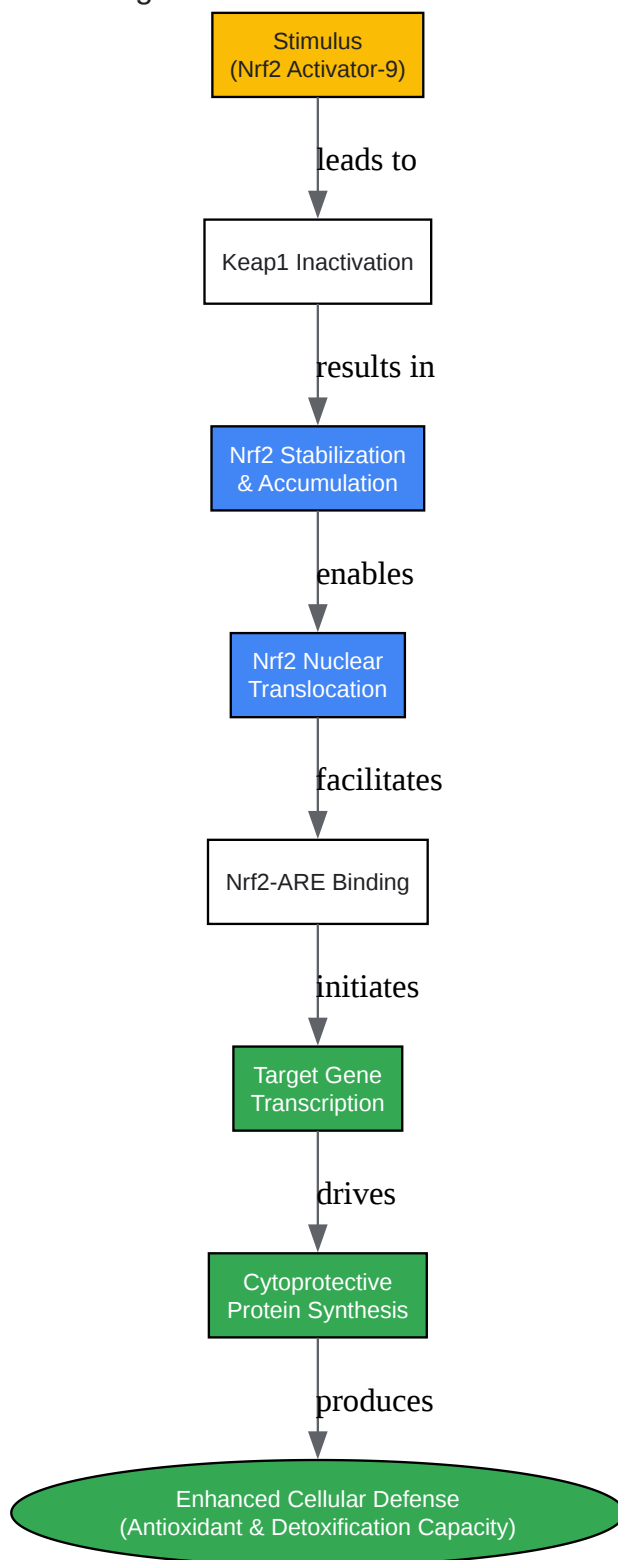 Stimulus
(Nrf2 Activator-9)
leads to
Keap1 Inactivation
results in
Nrf2 Stabilization
& Accumulation
enables
Nrf2 Nuclear
Translocation
facilitates
Nrf2-ARE Binding
initiates
Target Gene
Transcription
drives
Cytoprotective
Protein Synthesis
produces
Enhanced Cellular Defense
(Antioxidant & Detoxification Capacity)